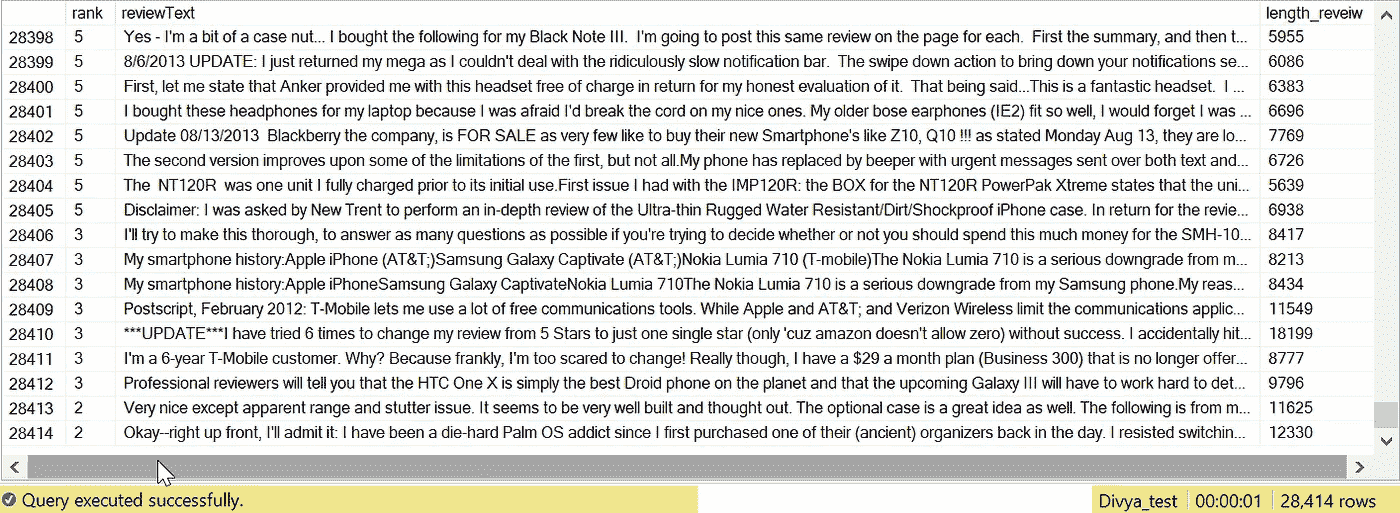 rank reviewText length_reveiw
28398 5 Yes - I'm a bit of a case nut... I bought the following for my Black Note III.  I'm going to post this same review on the page for each.  First the summary, and then t... 5955
28399 5 8/6/2013 UPDATE: I just returned my mega as I couldn't deal with the ridiculously slow notification bar.  The swipe down action to bring down your notifications se... 6086
28400 5 First, let me state that Anker provided me with this headset free of charge in return for my honest evaluation of it.  That being said...This is a fantastic headset.  I ... 6383
28401 5 I bought these headphones for my laptop because I was afraid I'd break the cord on my nice ones. My older bose earphones (IE2) fit so well, I would forget I was ... 6696
28402 5 Update 08/13/2013  Blackberry the company, is FOR SALE as very few like to buy their new Smartphone's like Z10, Q10 !!! as stated Monday Aug 13, they are lo... 7769
28403 5 The second version improves upon some of the limitations of the first, but not all.My phone has replaced by beeper with urgent messages sent over both text and... 6726
28404 5 The  NT120R  was one unit I fully charged prior to its initial use.First issue I had with the IMP120R: the BOX for the NT120R PowerPak Xtreme states that the uni... 5639
28405 5 Disclaimer: I was asked by New Trent to perform an in-depth review of the Ultra-thin Rugged Water Resistant/Dirt/Shockproof iPhone case. In return for the revie... 6938
28406 3 I'll try to make this thorough, to answer as many questions as possible if you're trying to decide whether or not you should spend this much money for the SMH-10... 8417
28407 3 My smartphone history:Apple iPhone (AT&T;)Samsung Galaxy Captivate (AT&T;)Nokia Lumia 710 (T-mobile)The Nokia Lumia 710 is a serious downgrade from m... 8213
28408 3 My smartphone history:Apple iPhoneSamsung Galaxy CaptivateNokia Lumia 710The Nokia Lumia 710 is a serious downgrade from my Samsung phone.My reas... 8434
28409 3 Postscript, February 2012: T-Mobile lets me use a lot of free communications tools. While Apple and AT&T; and Verizon Wireless limit the communications applic... 11549
28410 3 ***UPDATE***I have tried 6 times to change my review from 5 Stars to just one single star (only 'cuz amazon doesn't allow zero) without success. I accidentally hit... 18199
28411 3 I'm a 6-year T-Mobile customer. Why? Because frankly, I'm too scared to change! Really though, I have a $29 a month plan (Business 300) that is no longer offer... 8777
28412 3 Professional reviewers will tell you that the HTC One X is simply the best Droid phone on the planet and that the upcoming Galaxy III will have to work hard to det... 9796
28413 2 Very nice except apparent range and stutter issue. It seems to be very well built and thought out. The optional case is a great idea as well. The following is from m... 11625
28414 2 Okay--right up front, I'll admit it: I have been a die-hard Palm OS addict since I first purchased one of their (ancient) organizers back in the day. I resisted switchin... 12330
Query executed successfully. Divya_test 00:00:01 28,414 rows